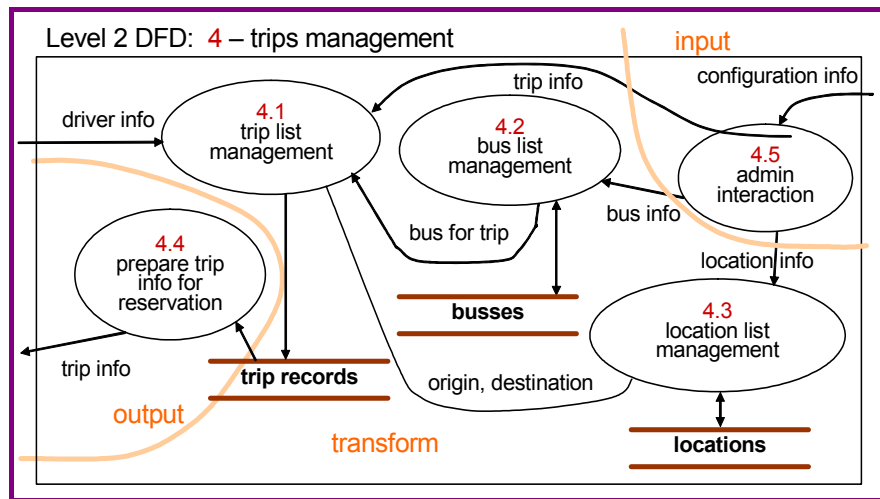 Level 2 DFD: 4 – trips management
input
trip info
configuration info
driver info
4.1
trip list
management
4.2
bus list
management
4.5
admin
interaction
bus info
bus for trip
4.4
prepare trip
info for
reservation
location info
busses
4.3
location list
management
trip info
trip records
origin, destination
output
transform
locations